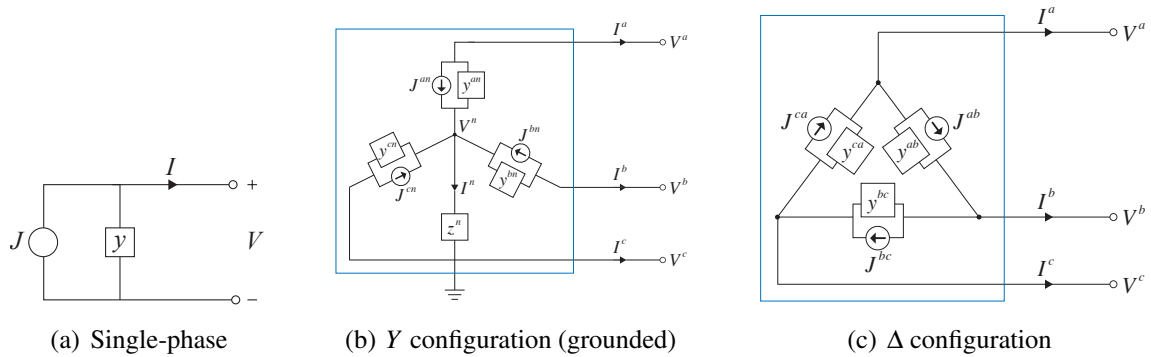 I
J
y
+
V
−
(a) Single-phase
I^a
V^a
J^{an}
y^{an}
V^n
J^{bn}
y^{cn}
I^b
V^b
I^n
y^{bn}
J^{cn}
z^n
I^c
V^c
(b) Y configuration (grounded)
I^a
V^a
J^{ca}
J^{ab}
y^{ca}
y^{ab}
I^b
y^{bc}
V^b
J^{bc}
I^c
V^c
(c) Δ configuration